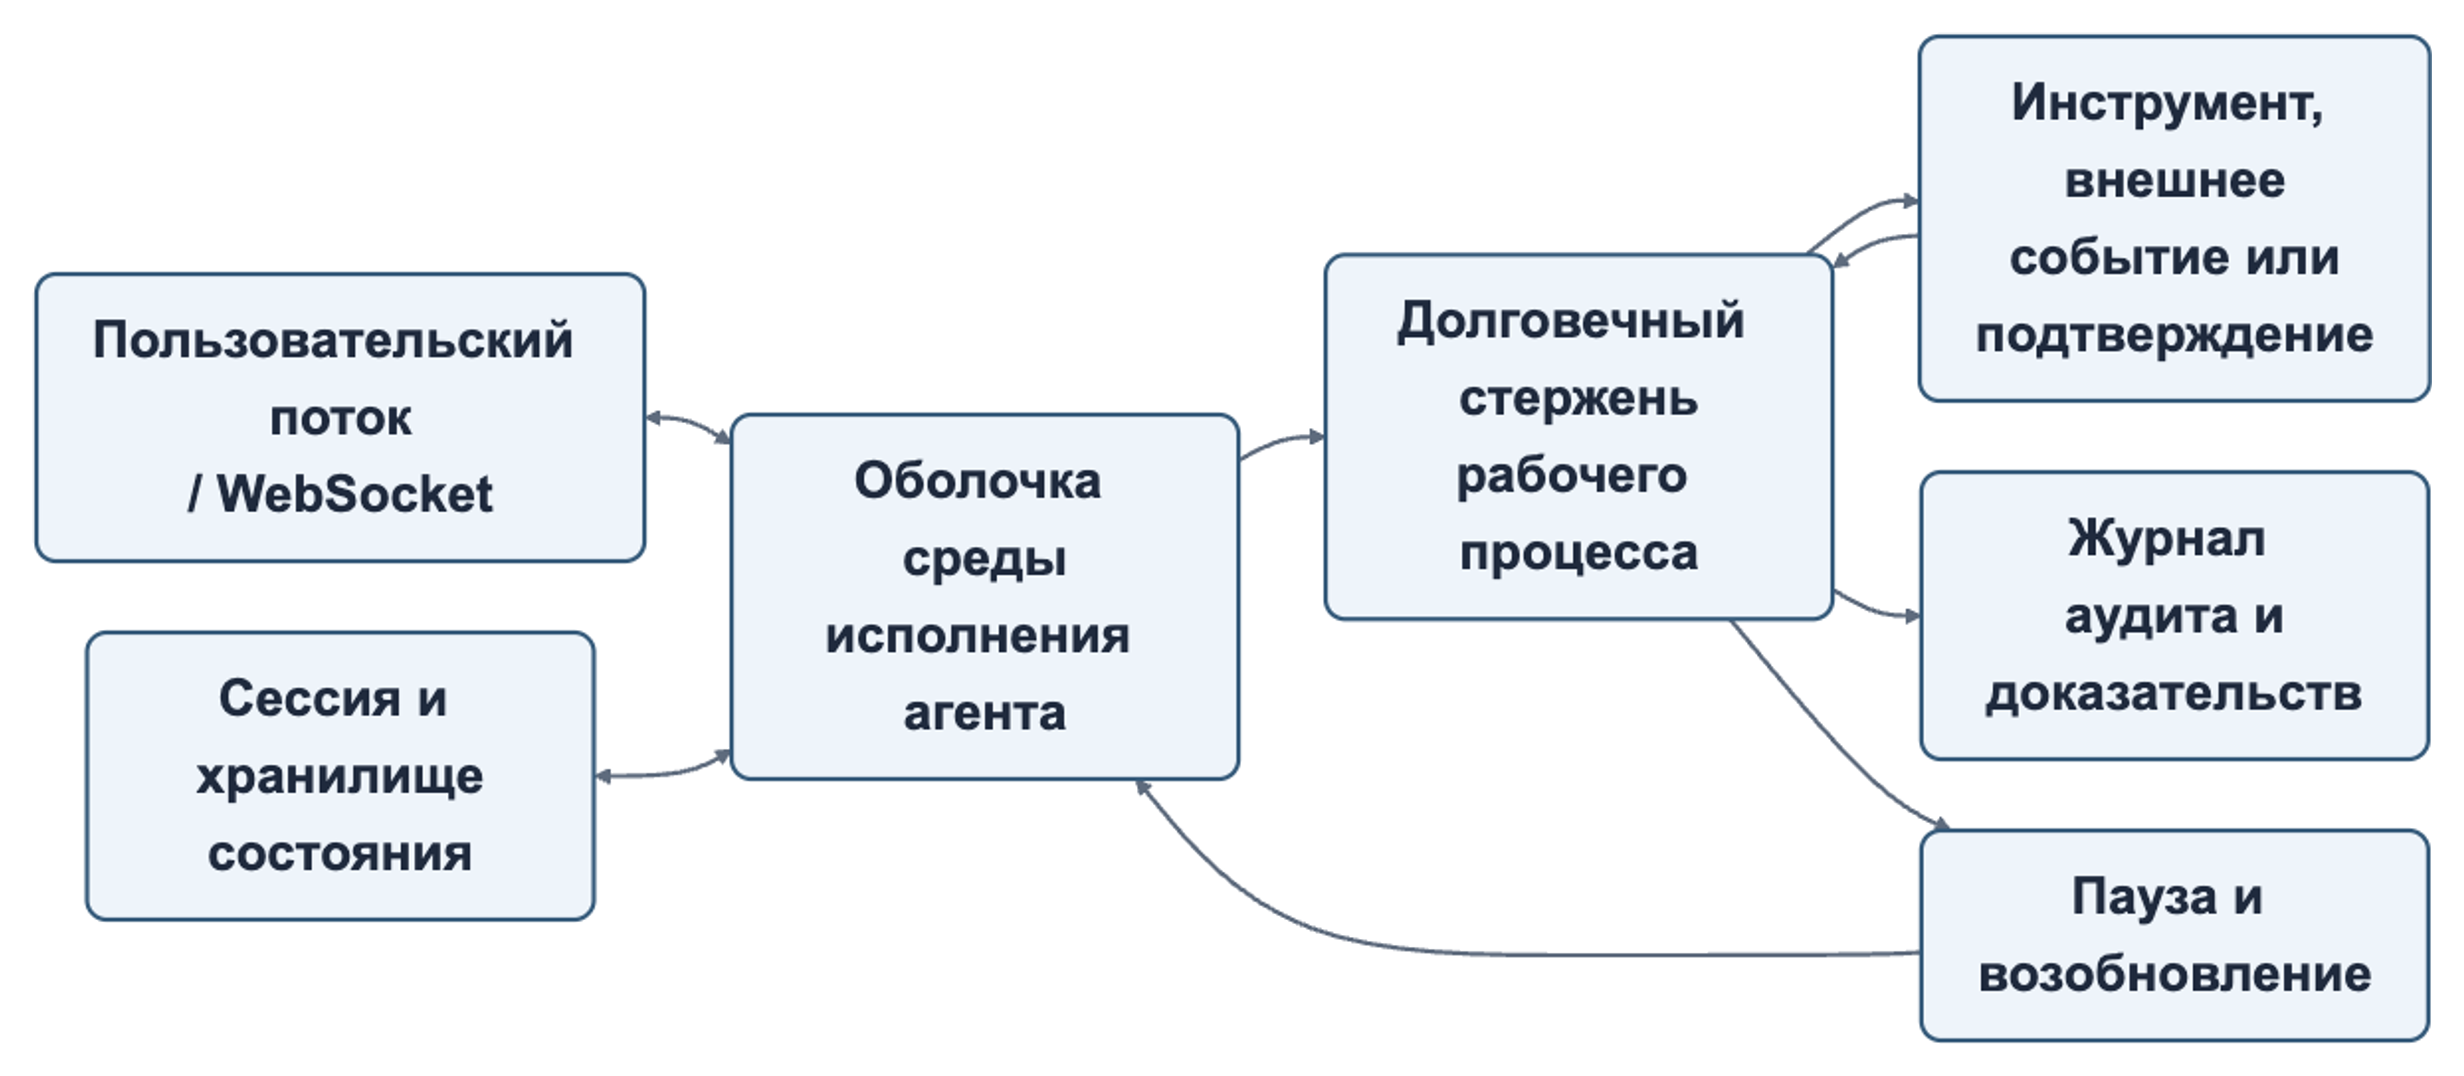 Пользовательский
поток
/ WebSocket
Сессия и
хранилище
состояния
Оболочка
среды
исполнения
агента
Долговечный
стержень
рабочего
процесса
Инструмент,
внешнее
событие или
подтверждение
Журнал
аудита и
доказательств
Пауза и
возобновление